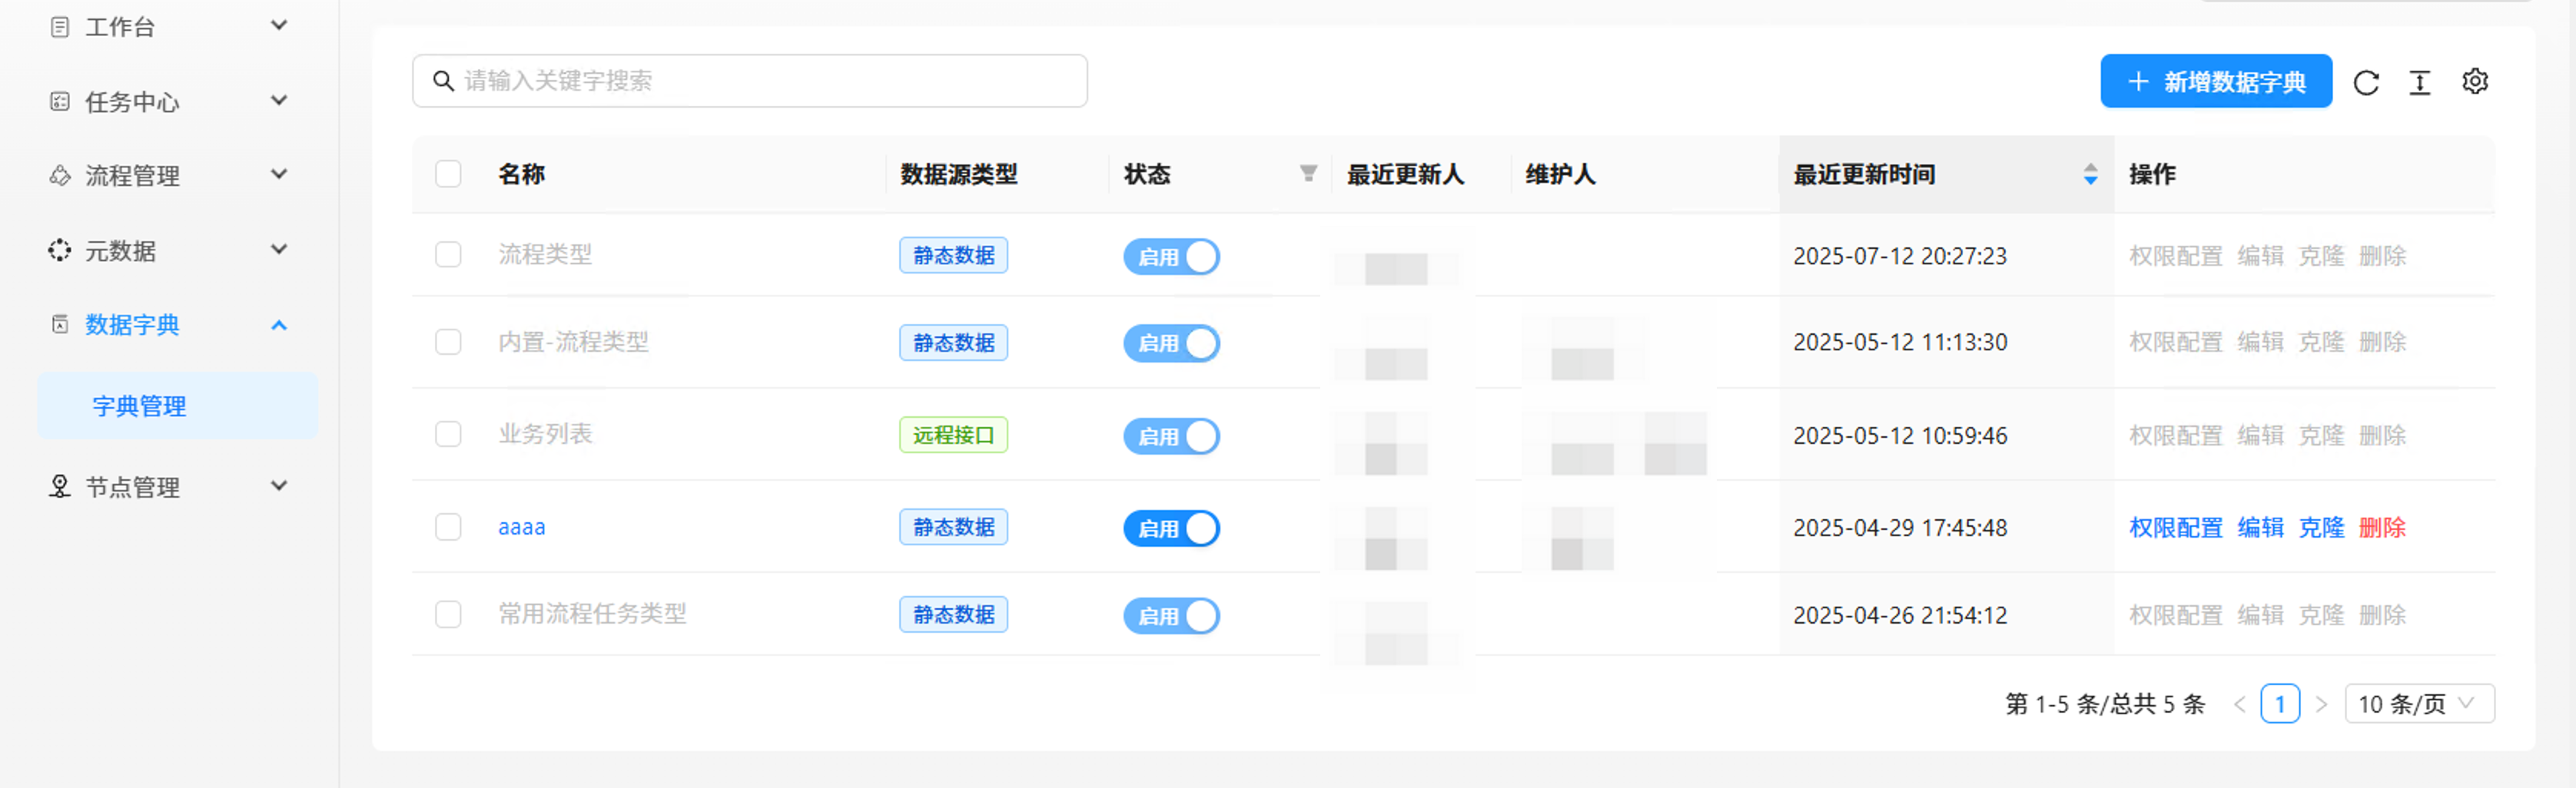 工作台
任务中心
流程管理
元数据
数据字典
字典管理
节点管理
请输入关键字搜索
新增数据字典
名称 数据源类型 状态 最近更新人 维护人 最近更新时间 操作
流程类型 静态数据 启用 2025-07-12 20:27:23 权限配置 编辑 克隆 删除
内置-流程类型 静态数据 启用 2025-05-12 11:13:30 权限配置 编辑 克隆 删除
业务列表 远程接口 启用 2025-05-12 10:59:46 权限配置 编辑 克隆 删除
aaaa 静态数据 启用 2025-04-29 17:45:48 权限配置 编辑 克隆 删除
常用流程任务类型 静态数据 启用 2025-04-26 21:54:12 权限配置 编辑 克隆 删除
第 1-5 条/总共 5 条 < 1 > 10 条/页